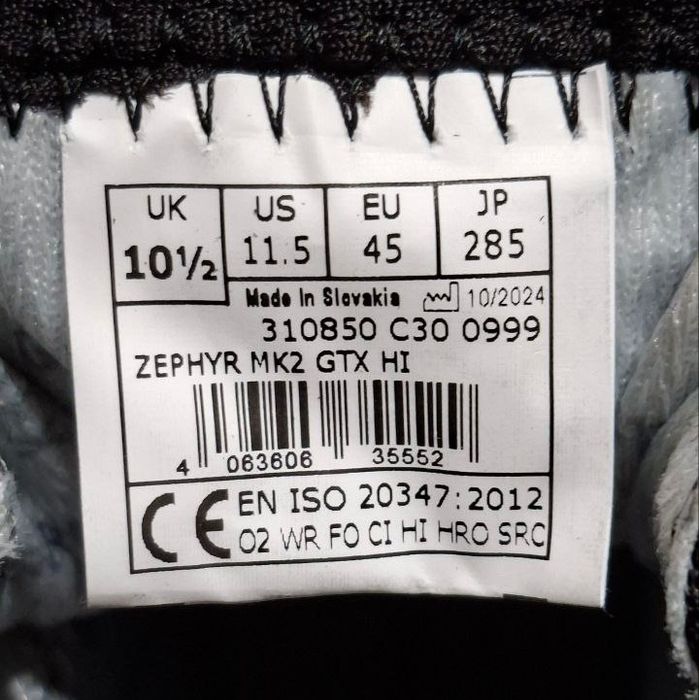 UK US EU JP
10½ 11.5 45 285
Made In Slovakia 10/2024
310850 C30 0999
ZEPHYR MK2 GTX HI
4 063606 35552
CE EN ISO 20347:2012
O2 WR FO CI HI HRO SRC